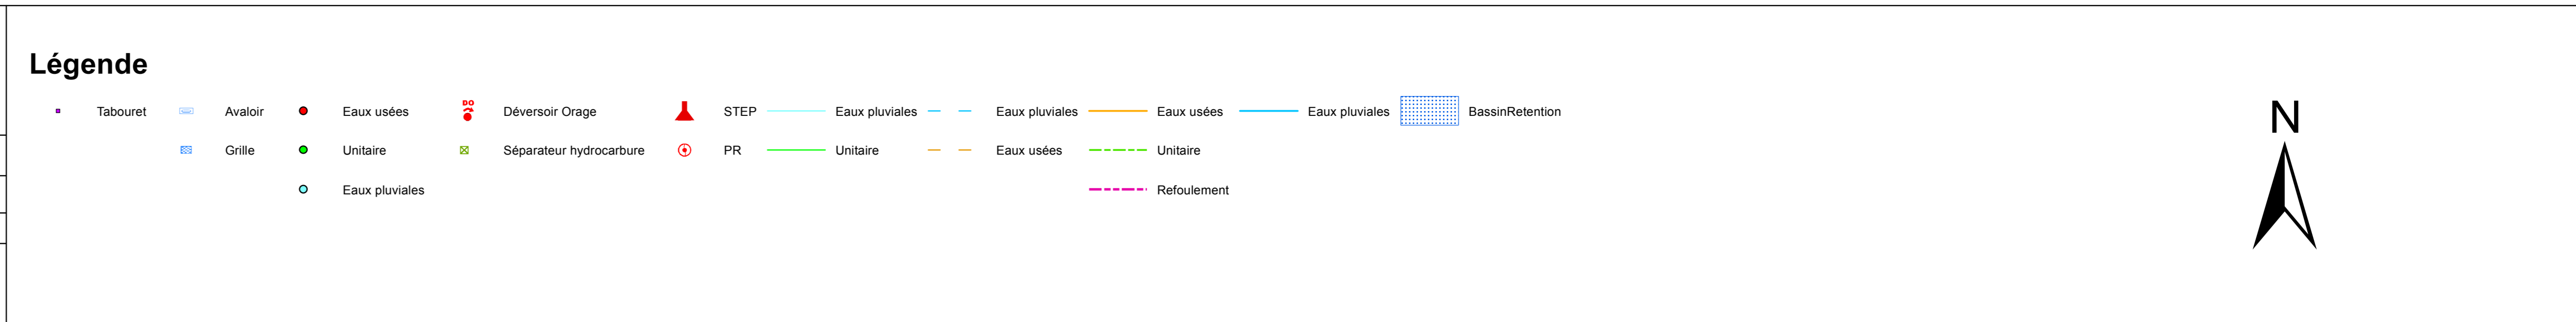 Légende
Tabouret Avaloir Eaux usées DO Déversoir Orage STEP Eaux pluviales Eaux pluviales Eaux usées Eaux pluviales BassinRetention
Grille Unitaire Séparateur hydrocarbure PR Unitaire Eaux usées Unitaire
Eaux pluviales Refoulement
N